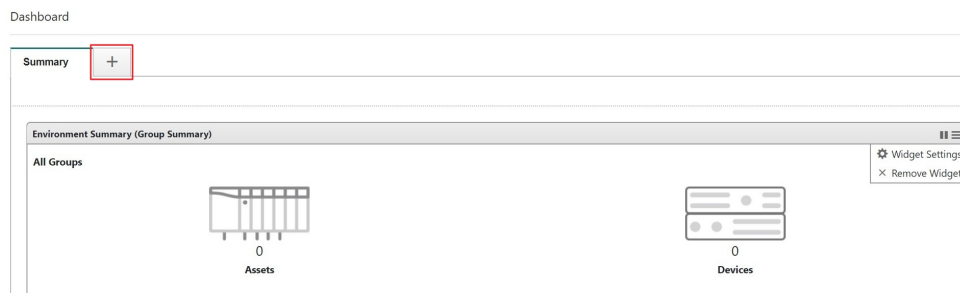 Dashboard
Summary +
Environment Summary (Group Summary)
Widget Settings
All Groups
Remove Widget
0 0
Assets Devices